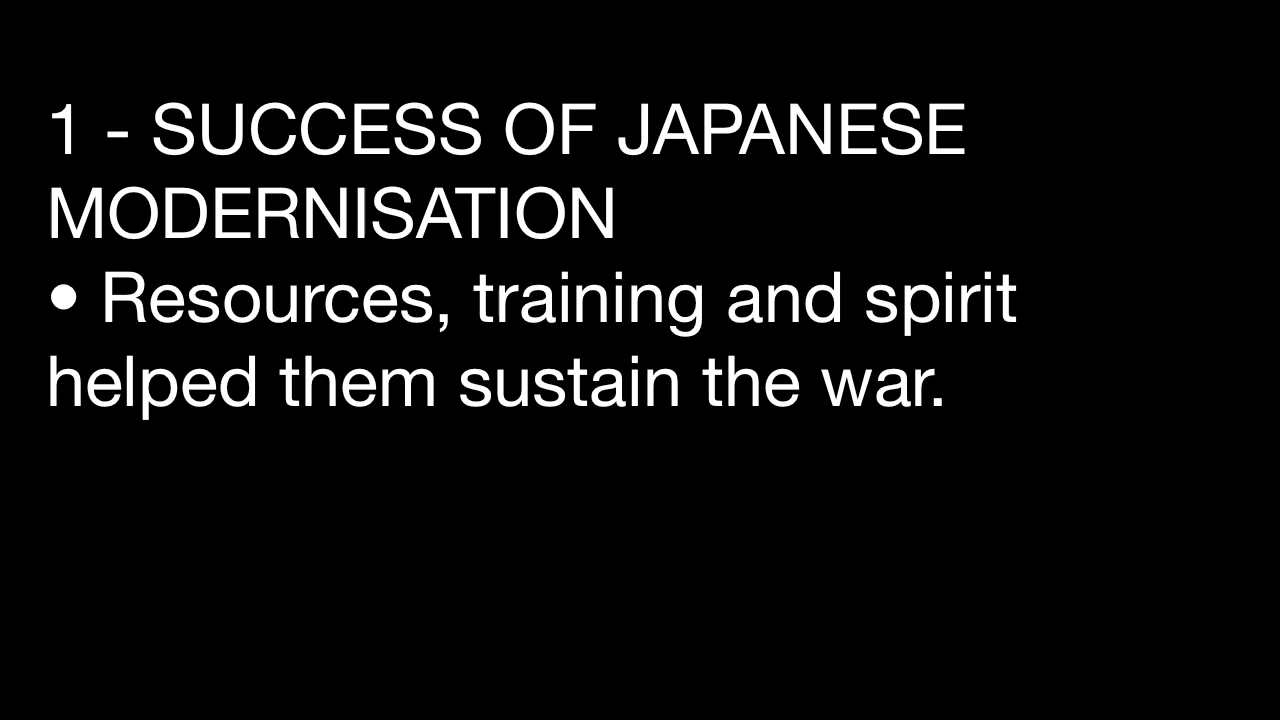 1 - SUCCESS OF JAPANESE
MODERNISATION
• Resources, training and spirit
helped them sustain the war.